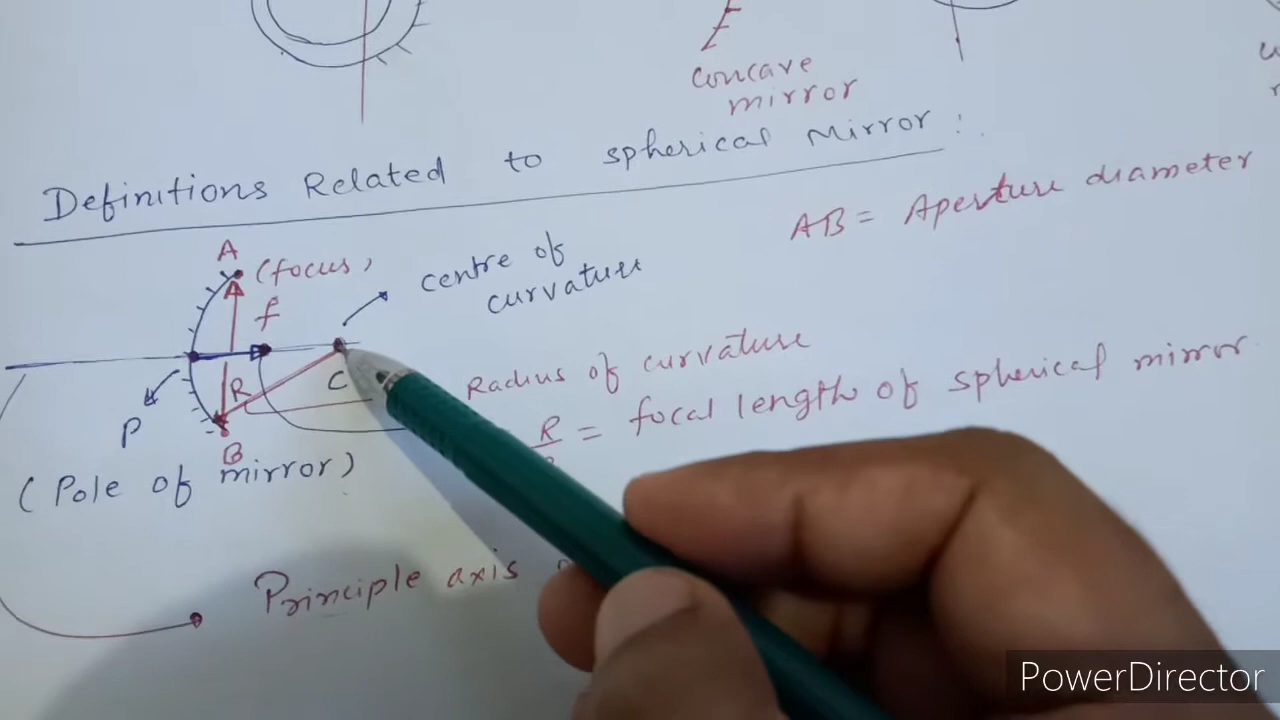 concave
mirror
Definitions Related to spherical Mirror :
AB = Aperture diameter
A
(focus,
centre of
curvature
f
Radius of curvature
R
C
R = focal length of spherical mirror
P
B
(Pole of mirror)
Principle axis
PowerDirector